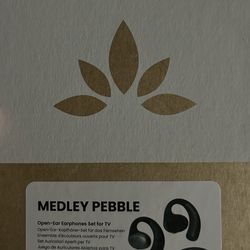 MEDLEY PEBBLE
Open-Ear Earphones Set for TV
Open-Ear-Kopfhörer-Set für das Fernsehen
Ensemble d'écouteurs ouverts pour TV
Set Auricolari Aperti per TV
Juego de Auriculares Abiertos para TV